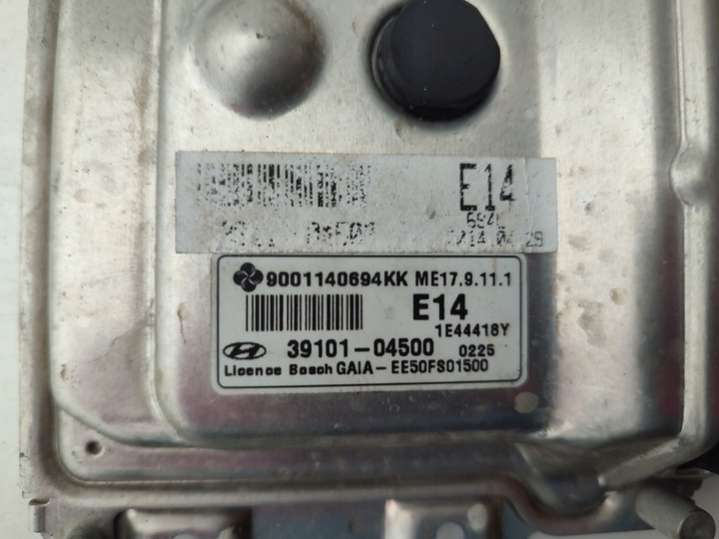 E14
9001140694KK ME17.9.11.1
E14
1E44418Y
39101-04500 0225
Licence Bosch GAIA-EE50FS01500